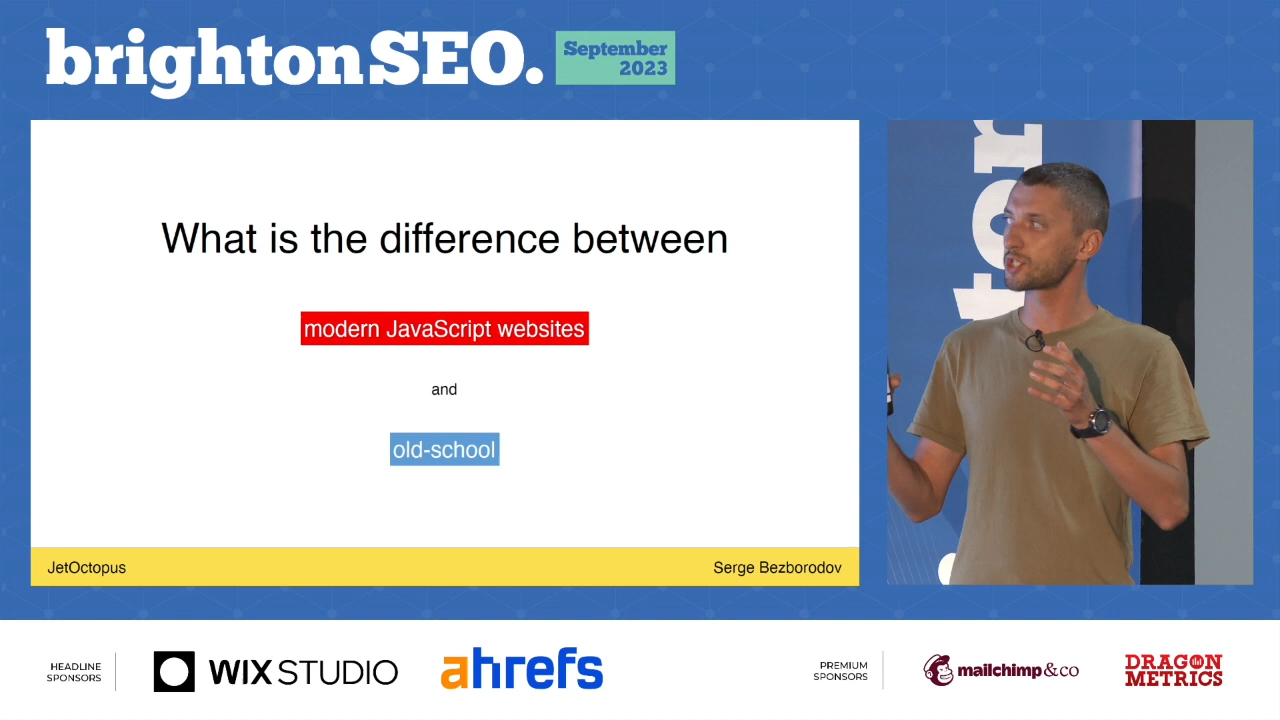 brightonSEO.
September
2023
What is the difference between
modern JavaScript websites
and
old-school
JetOctopus
Serge Bezborodov
tor
HEADLINE
SPONSORS
WIX STUDIO
ahrefs
PREMIUM
SPONSORS
mailchimp&co
DRAGON
METRICS